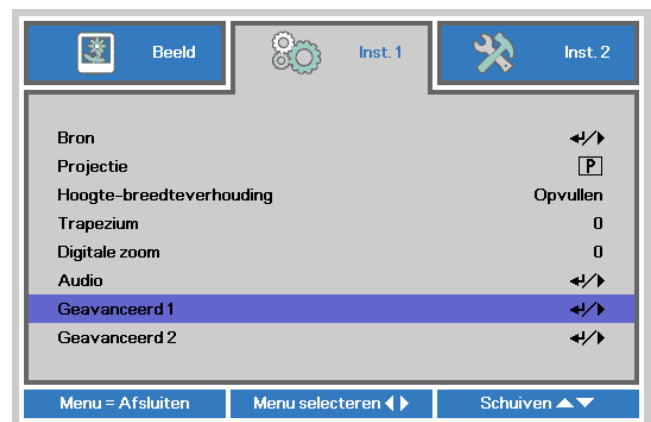 Beeld Inst. 1 Inst. 2
Bron
Projectie P
Hoogte-breedteverhouding Opvullen
Trapezium 0
Digitale zoom 0
Audio
Geavanceerd 1
Geavanceerd 2
Menu = Afsluiten Menu selecteren Schuiven